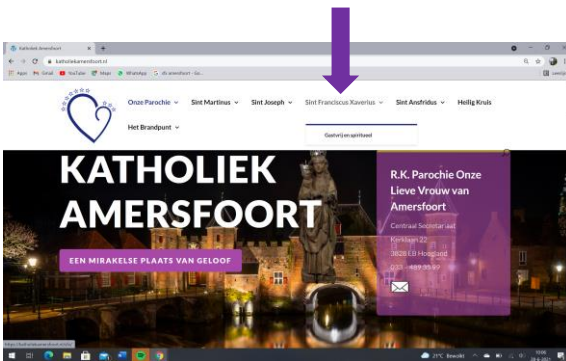 Katholiek Amersfoort
katholiekamersfoort.nl
Apps Gmail YouTube Maps WhatsApp
Onze Parochie Sint Martinus Sint Joseph Sint Franciscus Xaverius Sint Ansfridus Heilig Kruis
Het Brandpunt
Gastvrij en spiritueel
KATHOLIEK
AMERSFOORT
EEN MIRAKELSE PLAATS VAN GELOOF
R.K. Parochie Onze
Lieve Vrouw van
Amersfoort
Centraal Secretariaat
Kerklaan 22
3828 EB Hoogland
21°C Bewolkt